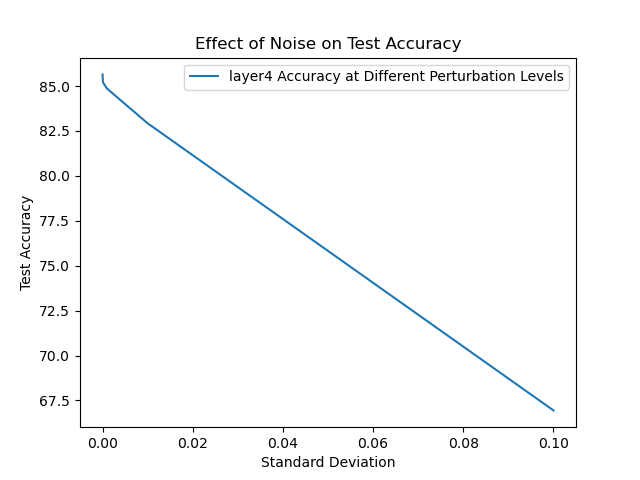 Effect of Noise on Test Accuracy
layer4 Accuracy at Different Perturbation Levels
85.0
82.5
80.0
77.5
75.0
72.5
70.0
67.5
Test Accuracy
0.00 0.02 0.04 0.06 0.08 0.10
Standard Deviation